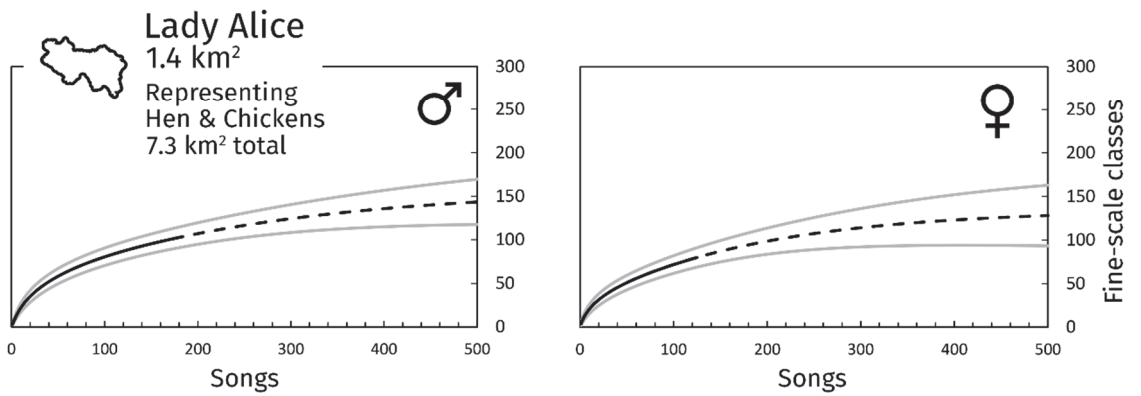 Lady Alice
1.4 km²
Representing
Hen & Chickens
7.3 km² total
♂
300
250
200
150
100
50
0
0 100 200 300 400 500
Songs
♀
300
250
200
150
100
50
0
Fine-scale classes
0 100 200 300 400 500
Songs